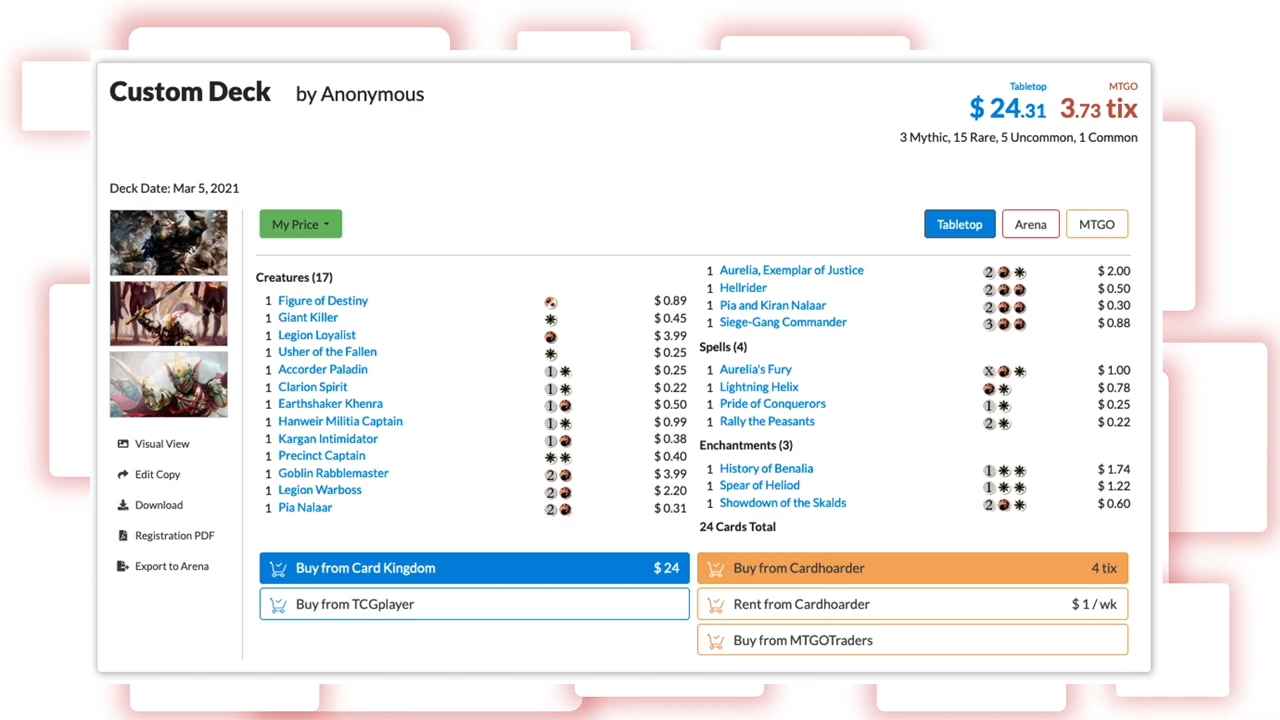 Custom Deck by Anonymous
Tabletop MTGO
$ 24.31 3.73 tix
3 Mythic, 15 Rare, 5 Uncommon, 1 Common
Deck Date: Mar 5, 2021
My Price
Tabletop Arena MTGO
Visual View
Edit Copy
Download
Registration PDF
Export to Arena
Creatures (17)
1 Figure of Destiny $ 0.89
1 Giant Killer $ 0.45
1 Legion Loyalist $ 3.99
1 Usher of the Fallen $ 0.25
1 Accorder Paladin 1 $ 0.25
1 Clarion Spirit 1 $ 0.22
1 Earthshaker Khenra 1 $ 0.50
1 Hanweir Militia Captain 1 $ 0.99
1 Kargan Intimidator 1 $ 0.38
1 Precinct Captain $ 0.40
1 Goblin Rabblemaster 2 $ 3.99
1 Legion Warboss 2 $ 2.20
1 Pia Nalaar 2 $ 0.31
1 Aurelia, Exemplar of Justice 2 $ 2.00
1 Hellrider 2 $ 0.50
1 Pia and Kiran Nalaar 2 $ 0.30
1 Siege-Gang Commander 3 $ 0.88
Spells (4)
1 Aurelia's Fury X $ 1.00
1 Lightning Helix $ 0.78
1 Pride of Conquerors 1 $ 0.25
1 Rally the Peasants 2 $ 0.22
Enchantments (3)
1 History of Benalia 1 $ 1.74
1 Spear of Heliod 1 $ 1.22
1 Showdown of the Skalds 2 $ 0.60
24 Cards Total
Buy from Card Kingdom $ 24
Buy from TCGplayer
Buy from Cardhoarder 4 tix
Rent from Cardhoarder $ 1 / wk
Buy from MTGOTraders